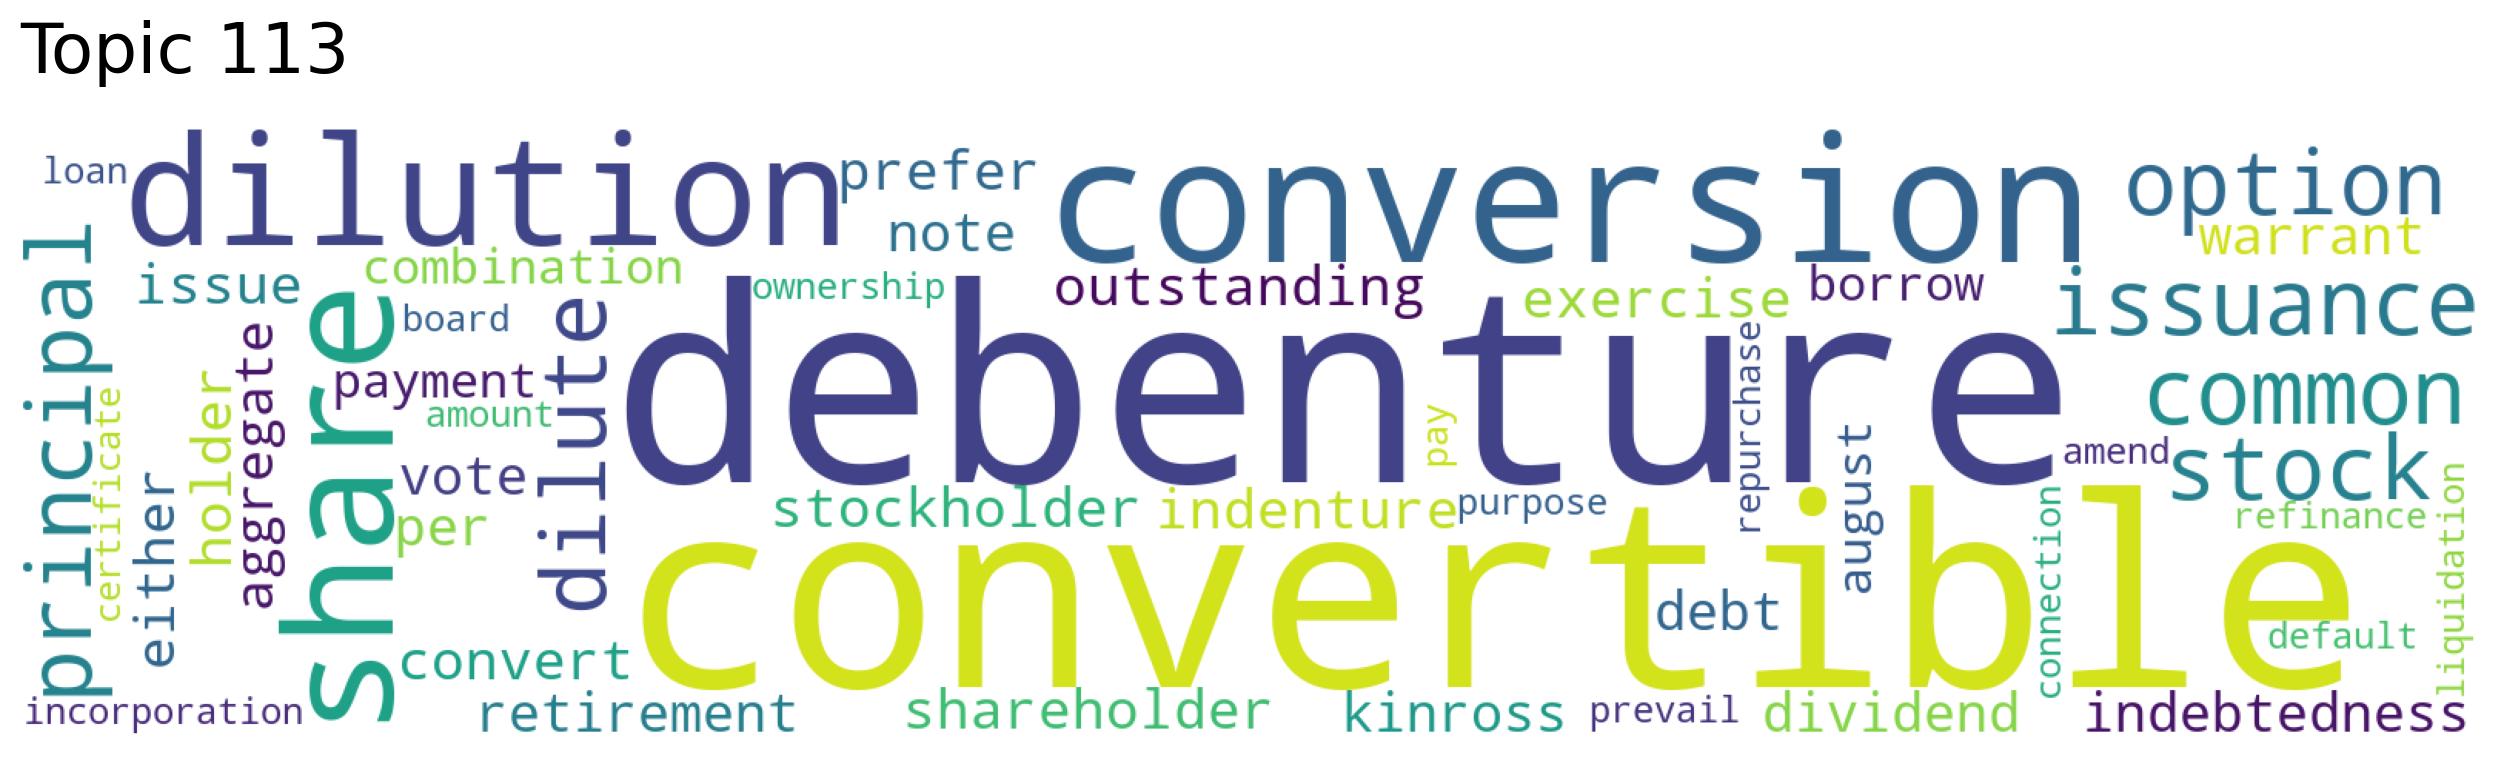 Topic 113
loan
dilution
prefer
conversion
option
note
warrant
issue
combination
ownership
outstanding
exercise
borrow
issuance
principal
share
board
dilute
debenture
common
certificate
holder
aggregate
payment
amount
pay
repurchase
august
amend
stock
either
vote
per
stockholder
indenture
purpose
refinance
liquidation
convertible
debt
connection
default
convert
incorporation
retirement
shareholder
kinross
prevail
dividend
indebtedness